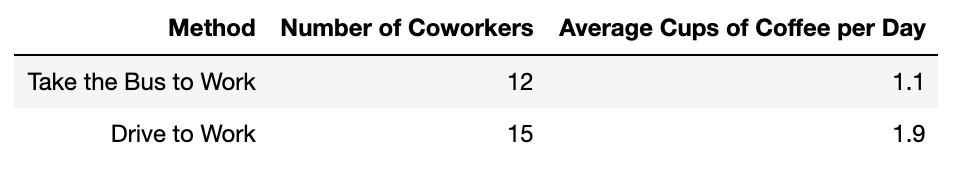 Method Number of Coworkers Average Cups of Coffee per Day
Take the Bus to Work 12 1.1
Drive to Work 15 1.9